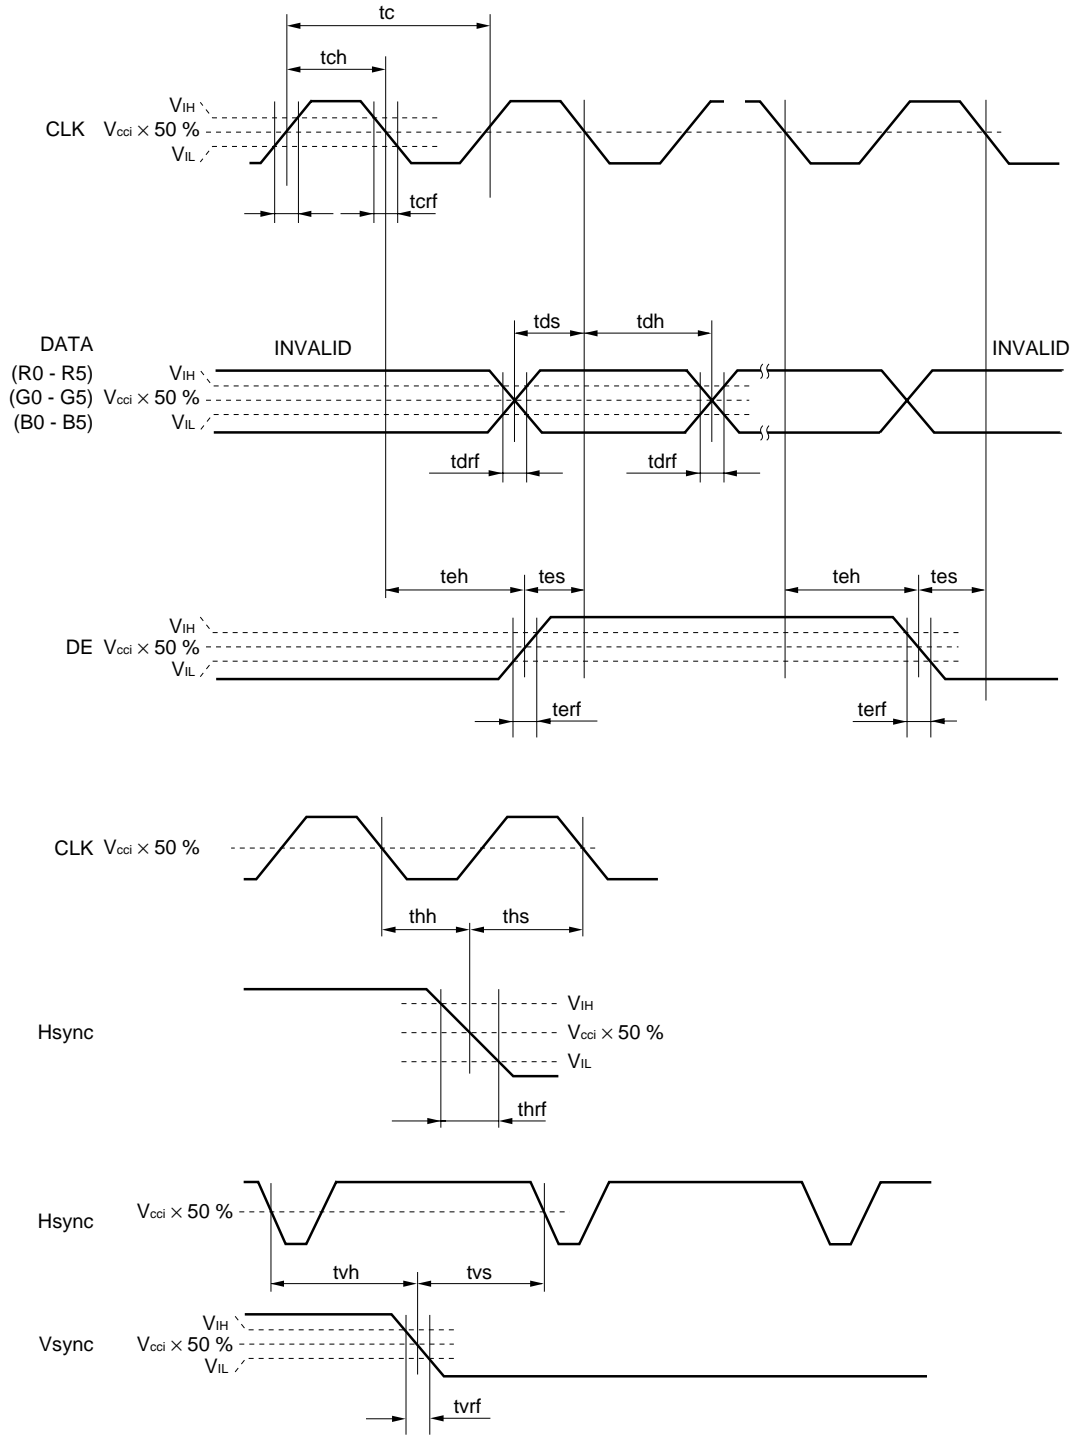 tc
tch
VIH
CLK Vcci × 50 %
VIL
tcrf
tds tdh
DATA INVALID INVALID
(R0 - R5) VIH
(G0 - G5) Vcci × 50 %
(B0 - B5) VIL
tdrf tdrf
teh tes teh tes
VIH
DE Vcci × 50 %
VIL
terf terf
CLK Vcci × 50 %
thh ths
VIH
Hsync Vcci × 50 %
VIL
thrf
Vcci × 50 %
Hsync
tvh tvs
VIH
Vsync Vcci × 50 %
VIL
tvrf